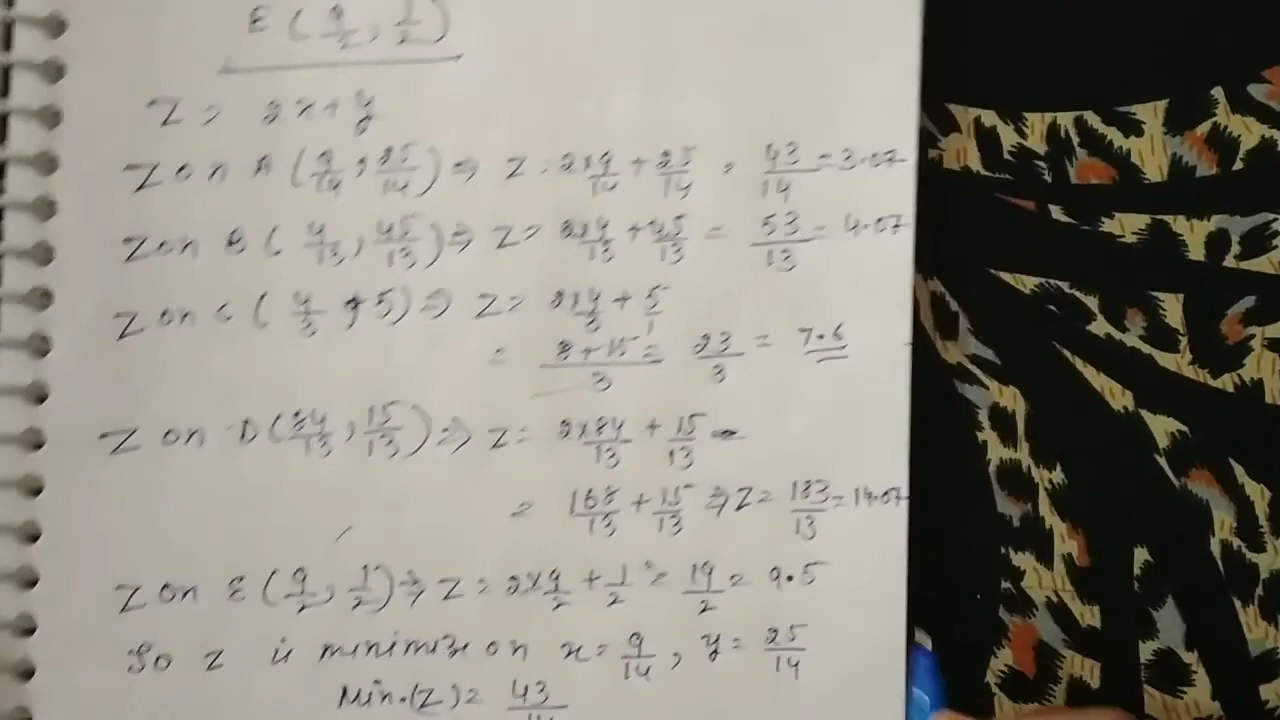 E (9/2, 1/2)
Z = 2x+y
Z on A (9/14, 25/14) ⇒ Z = 2×9/14 + 25/14 = 43/14 = 3.07
Z on B (4/13, 45/13) ⇒ Z = 2×4/13 + 45/13 = 53/13 = 4.07
Z on C (4/3, 5) ⇒ Z = 2×4/3 + 5/1
= 8+15/3 = 23/3 = 7.6
Z on D (84/13, 15/13) ⇒ Z = 2×84/13 + 15/13
= 168/13 + 15/13 ⇒ Z = 183/13 = 14.07
Z on E (9/2, 1/2) ⇒ Z = 2×9/2 + 1/2 = 19/2 = 9.5
So Z is minimize on x = 9/14, y = 25/14
Min.(Z) = 43/14